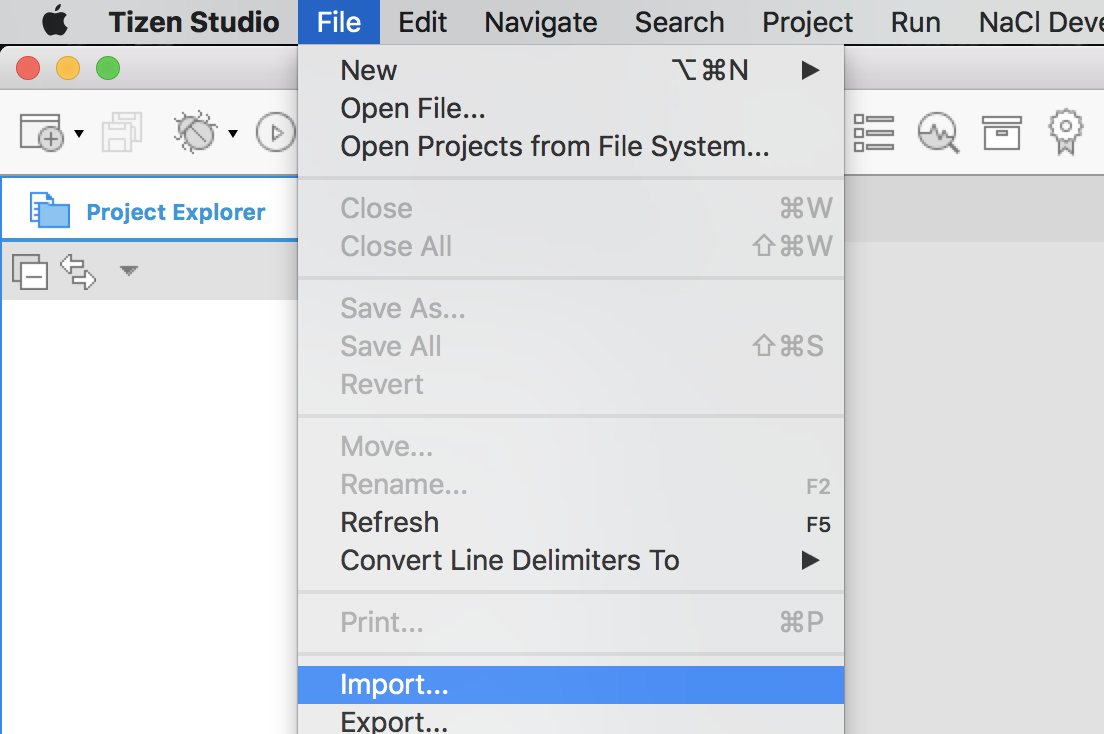 Tizen Studio File Edit Navigate Search Project Run NaCl Deve
New ⌥⌘N ▶
Open File...
Open Projects from File System...
Project Explorer
Close ⌘W
Close All ⇧⌘W
Save As...
Save All ⇧⌘S
Revert
Move...
Rename... F2
Refresh F5
Convert Line Delimiters To ▶
Print... ⌘P
Import...
Export...